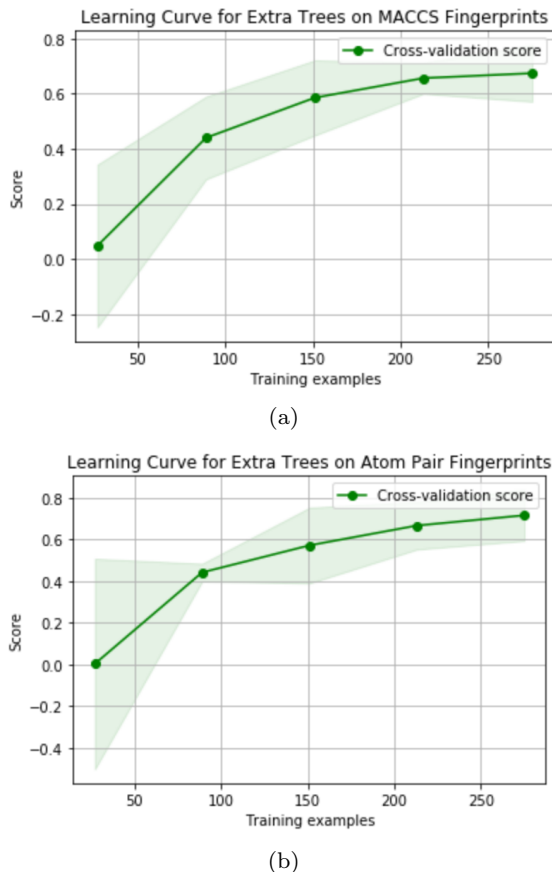 Learning Curve for Extra Trees on MACCS Fingerprints
Cross-validation score
0.8
0.6
0.4
0.2
0.0
−0.2
Score
50 100 150 200 250
Training examples
(a)
Learning Curve for Extra Trees on Atom Pair Fingerprints
Cross-validation score
0.8
0.6
0.4
0.2
0.0
−0.2
−0.4
Score
50 100 150 200 250
Training examples
(b)